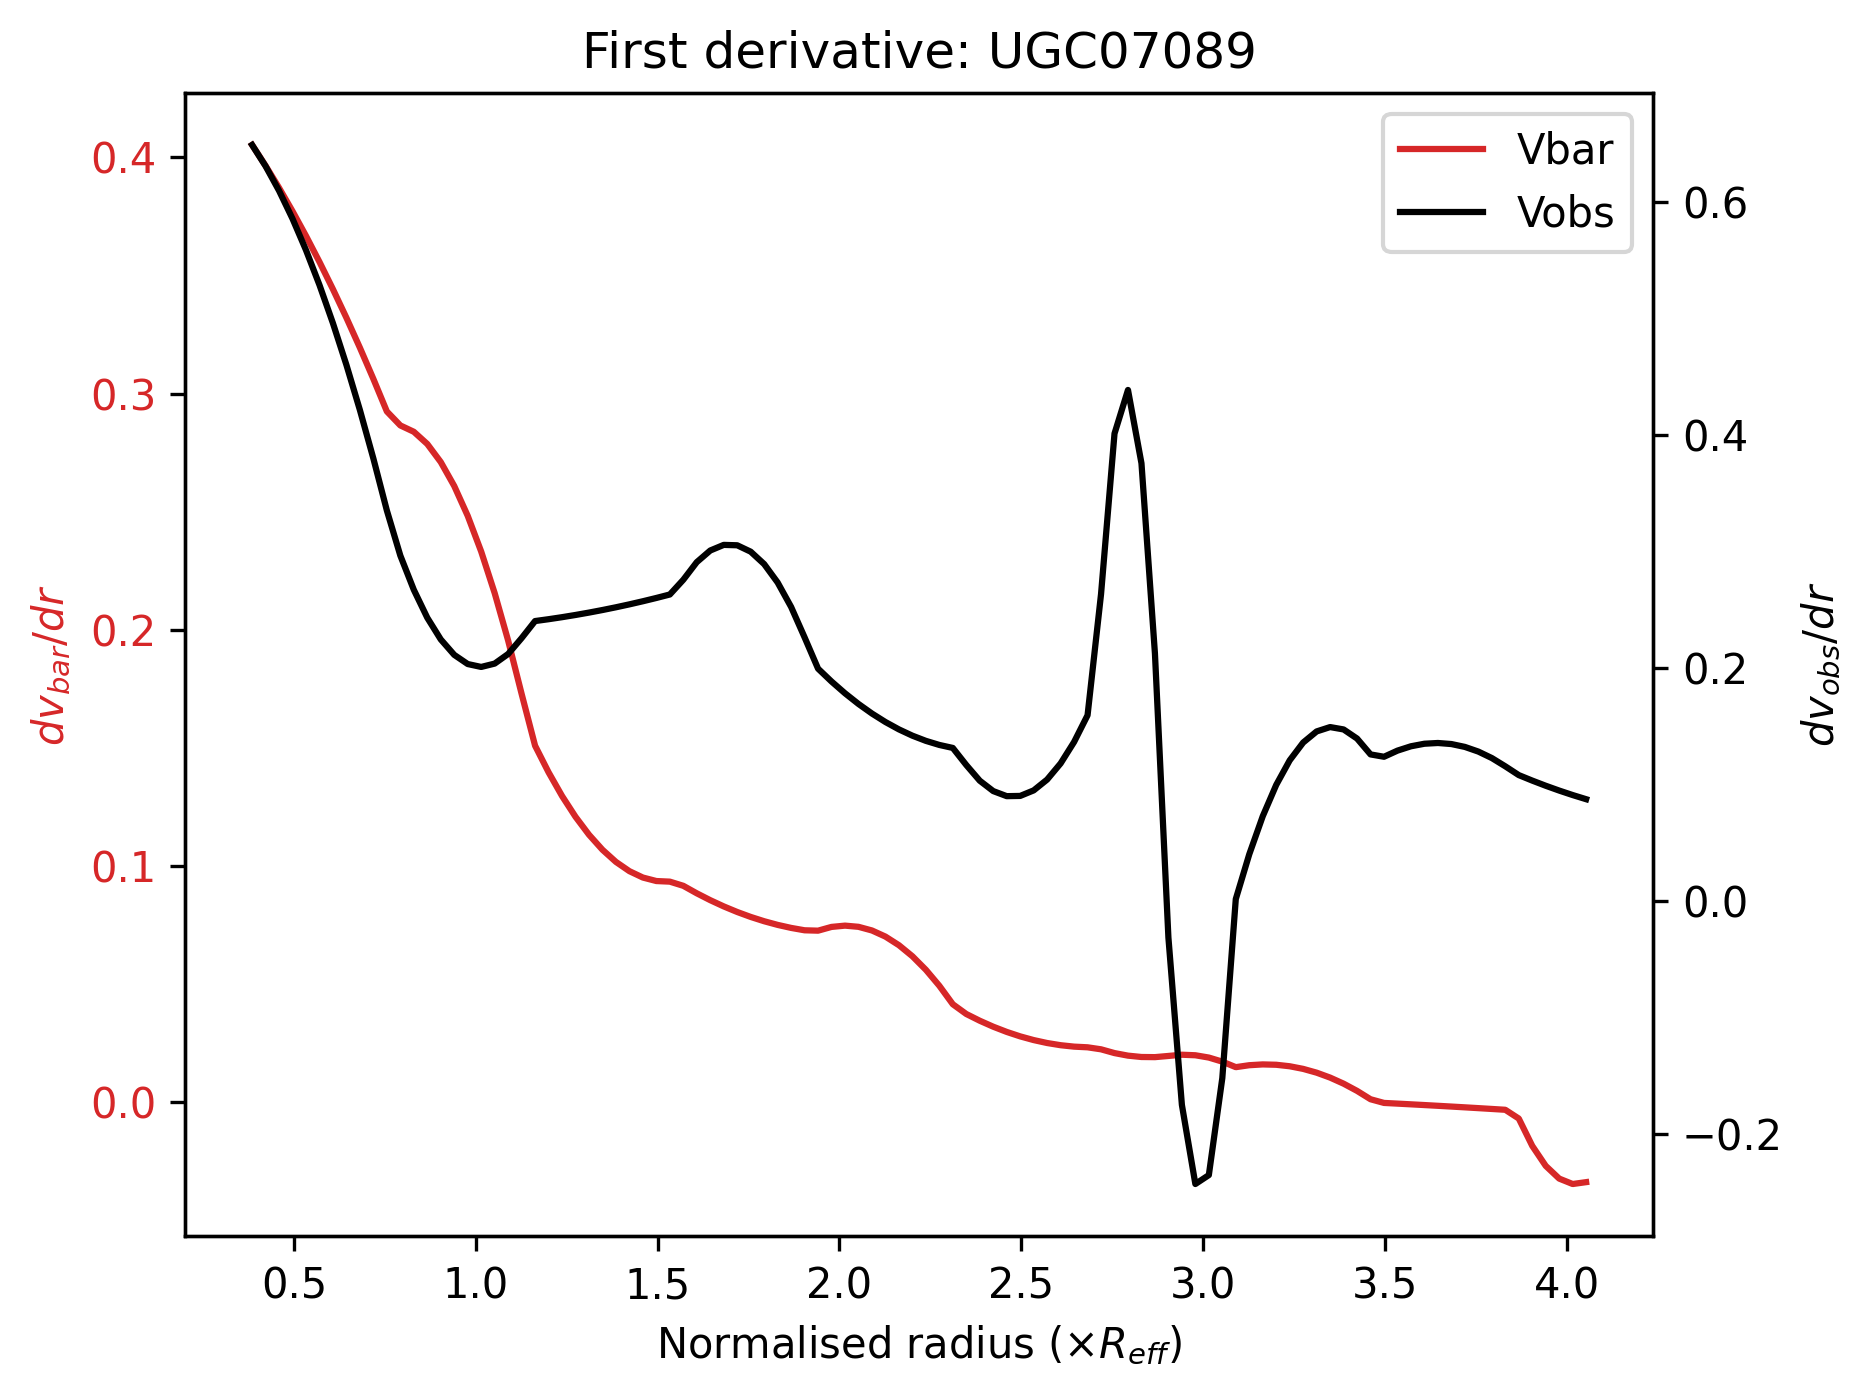 First derivative: UGC07089
Vbar
Vobs
0.4
0.3
0.2
0.1
0.0
dv_bar/dr
0.6
0.4
0.2
0.0
−0.2
dv_obs/dr
0.5 1.0 1.5 2.0 2.5 3.0 3.5 4.0
Normalised radius (×R_eff)